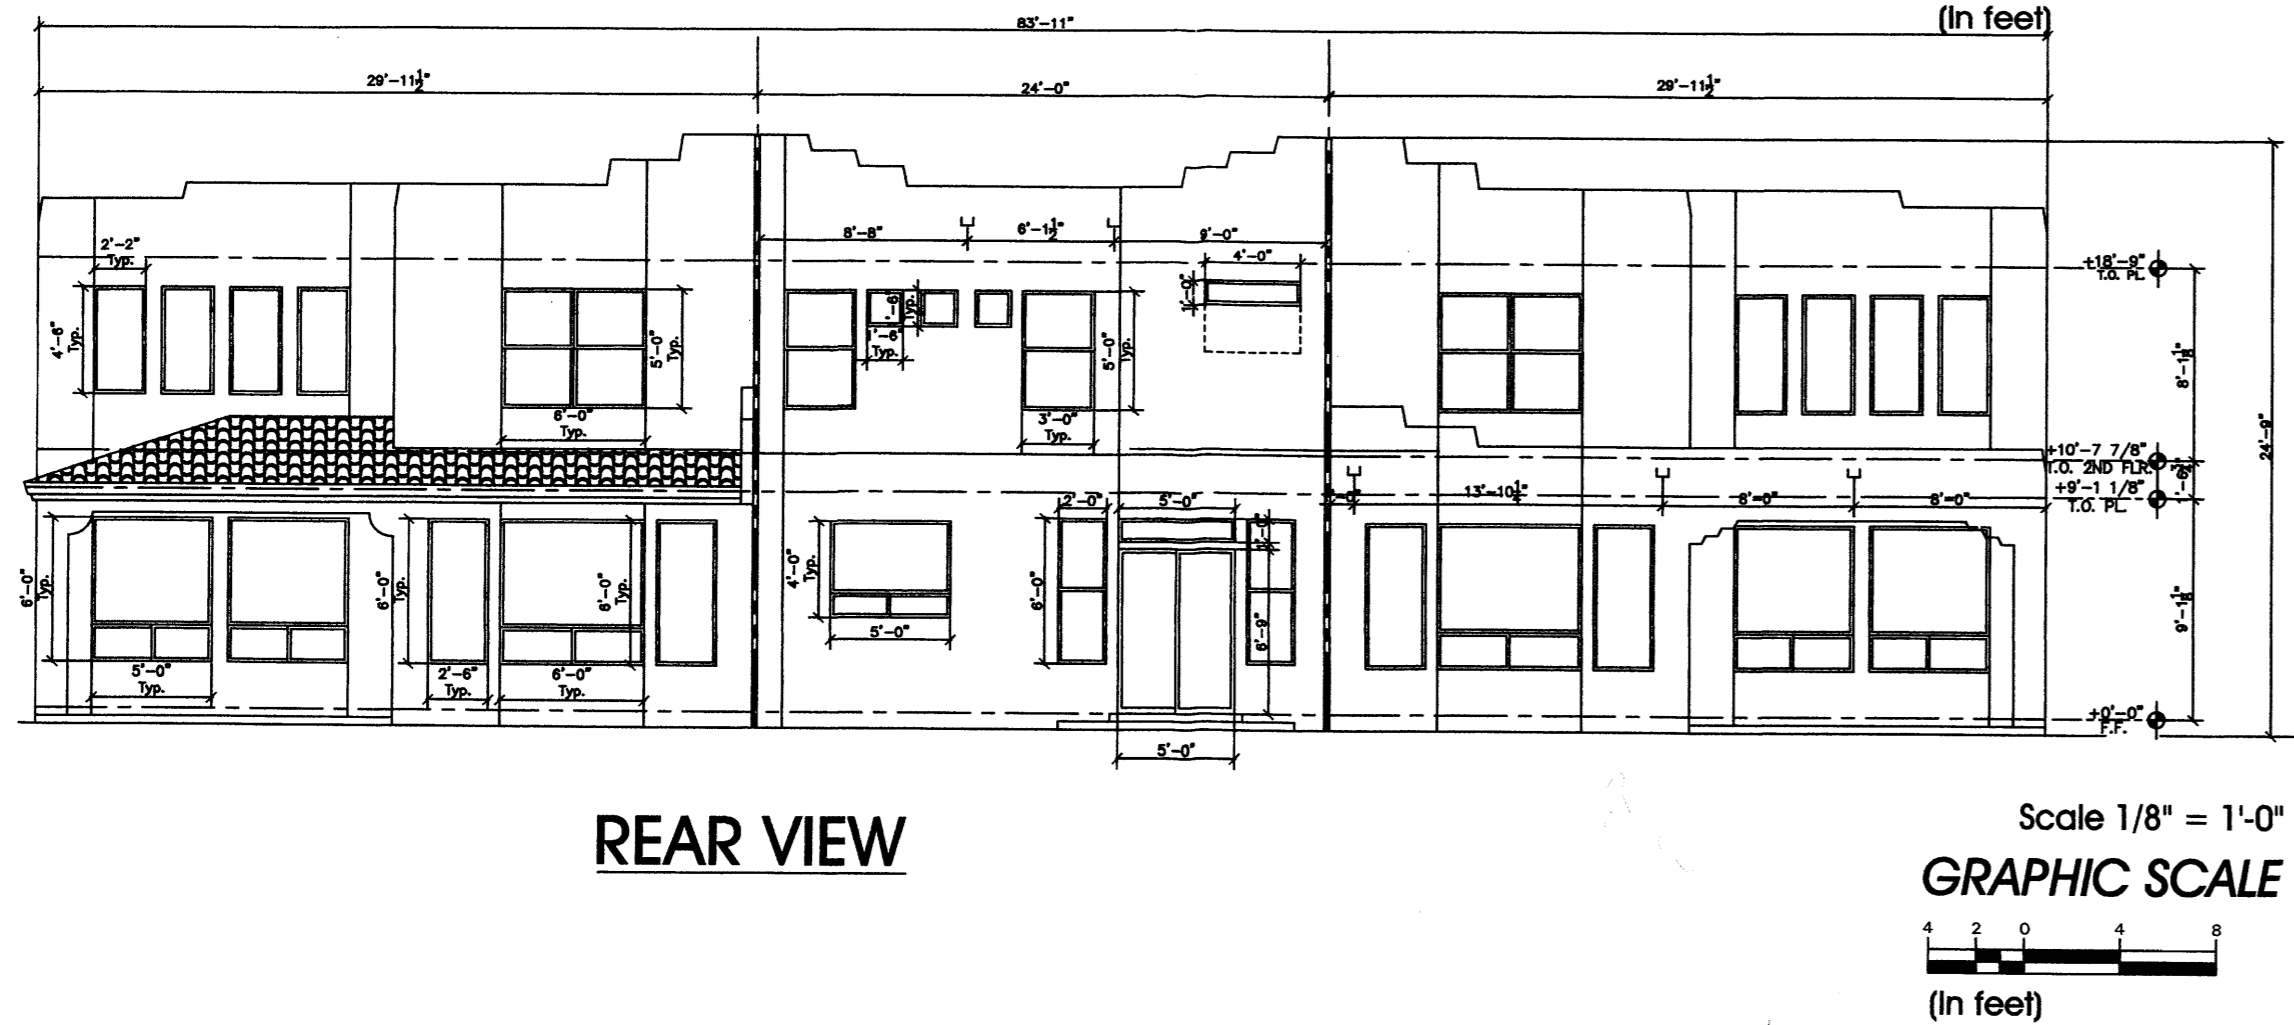 (In feet)
83'-11"
29'-11½"
24'-0"
29'-11½"
8'-8"
6'-1½"
9'-0"
2'-2"
Typ.
4'-0"
+18'-9"
T.O. PL.
1'-0"
4'-6"
Typ.
5'-0"
Typ.
1'-6"
Typ.
5'-0"
Typ.
8'-1⅛"
6'-0"
Typ.
3'-0"
Typ.
24'-9"
+10'-7 7/8"
T.O. 2ND FLR.
+9'-1 1/8"
T.O. PL.
2'-0"
5'-0"
13'-10¼"
8'=0"
8'=0"
1'-0"
6'-0"
Typ.
6'-0"
Typ.
6'-0"
Typ.
4'-0"
Typ.
6'-0"
6'-9"
9'-1⅛"
5'-0"
5'-0"
Typ.
2'-6"
Typ.
6'-0"
Typ.
+0'-0"
F.F.
5'-0"
REAR VIEW
Scale 1/8" = 1'-0"
GRAPHIC SCALE
4 2 0 4 8
(In feet)